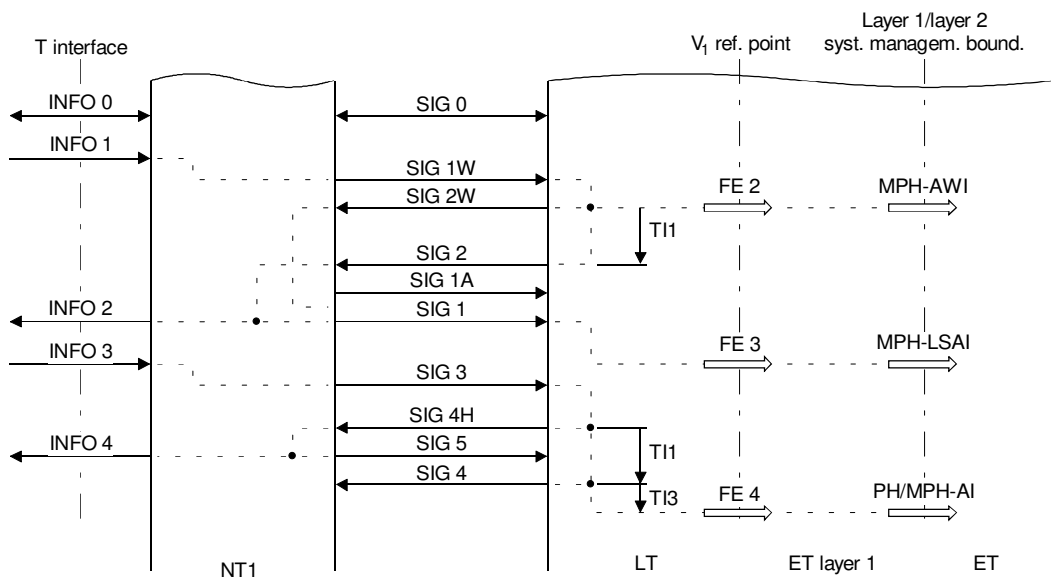 Layer 1/layer 2
T interface
V1 ref. point
syst. managem. bound.
INFO 0
SIG 0
INFO 1
SIG 1W
SIG 2W
FE 2
MPH-AWI
TI1
SIG 2
SIG 1A
INFO 2
SIG 1
INFO 3
FE 3
MPH-LSAI
SIG 3
SIG 4H
INFO 4
SIG 5
TI1
SIG 4
TI3
FE 4
PH/MPH-AI
NT1
LT
ET layer 1
ET